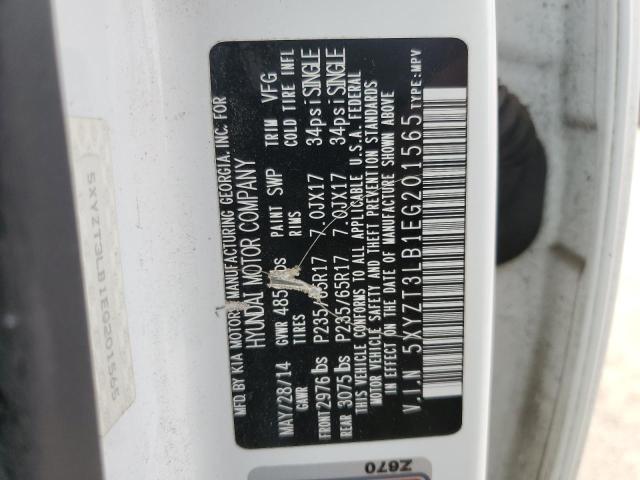 MFD. BY KIA MOTORS MANUFACTURING GEORGIA, INC. FOR
HYUNDAI MOTOR COMPANY
MAY/28/14 GVWR 485 bs PAINT SWP TRIM VFG
GAWR TIRES RIMS COLD TIRE INFL
FRONT 2976 lbs P235/65R17 7.0JX17 34psi SINGLE
REAR 3075 lbs P235/65R17 7.0JX17 34psi SINGLE
THIS VEHICLE CONFORMS TO ALL APPLICABLE U.S.A. FEDERAL
MOTOR VEHICLE SAFETY AND THEFT PREVENTION STANDARDS
IN EFFECT ON THE DATE OF MANUFACTURE SHOWN ABOVE
V.I.N 5XYZT3LB1EG201565 TYPE:MPV
5XYZT3LB1EG201565
Z670